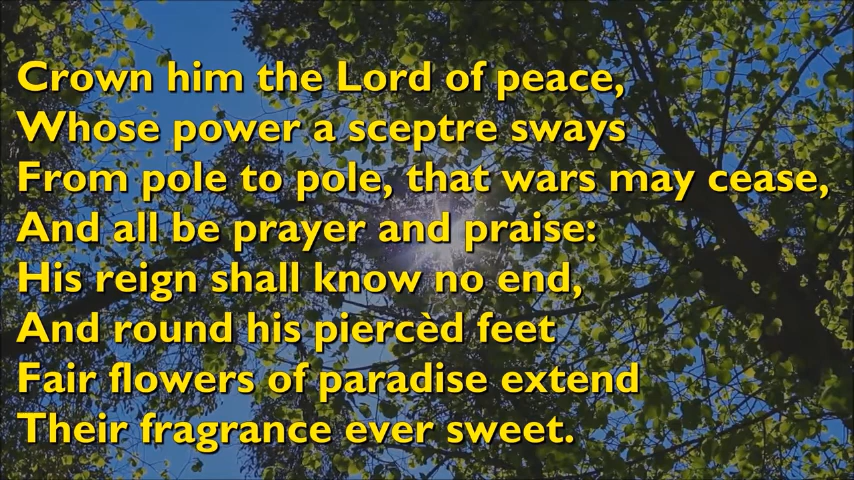 Crown him the Lord of peace,
Whose power a sceptre sways
From pole to pole, that wars may cease,
And all be prayer and praise:
His reign shall know no end,
And round his piercèd feet
Fair flowers of paradise extend
Their fragrance ever sweet.